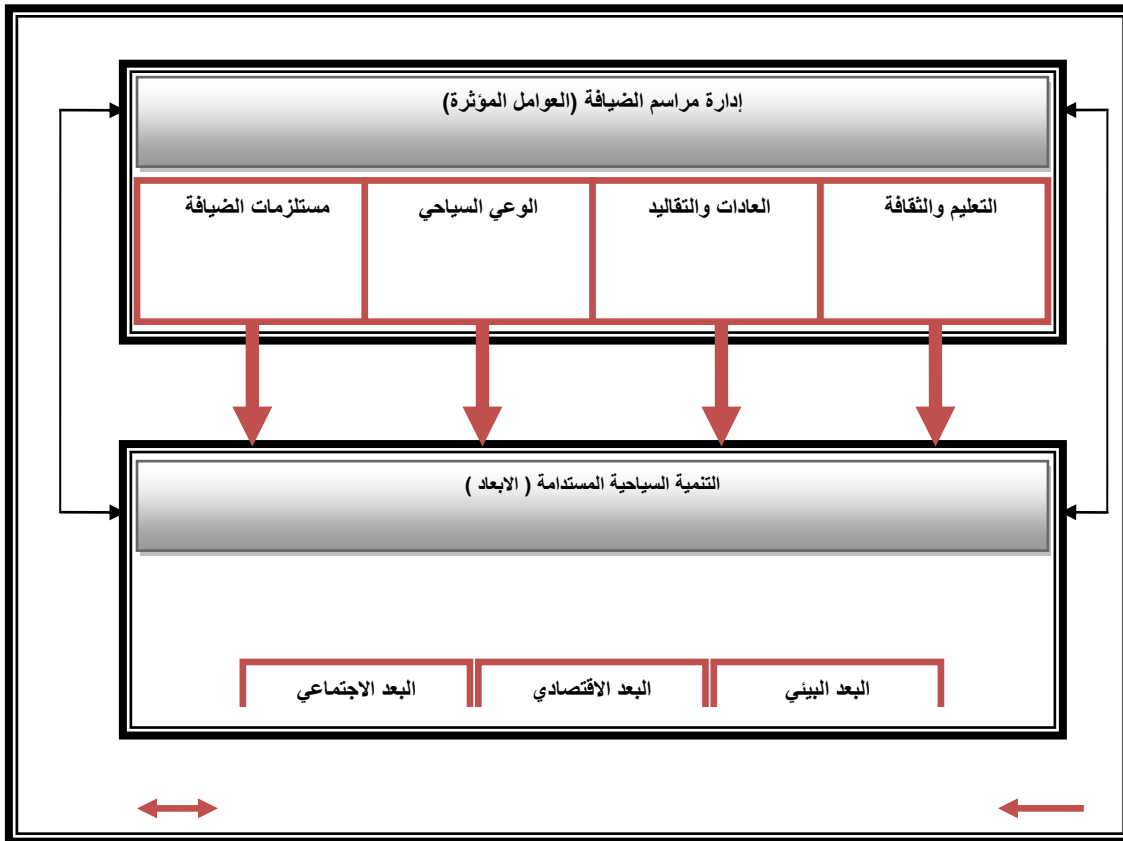 إدارة مراسم الضيافة (العوامل المؤثرة)
التعليم والثقافة
العادات والتقاليد
الوعي السياحي
مستلزمات الضيافة
التنمية السياحية المستدامة ( الابعاد )
البعد البيئي
البعد الاقتصادي
البعد الاجتماعي